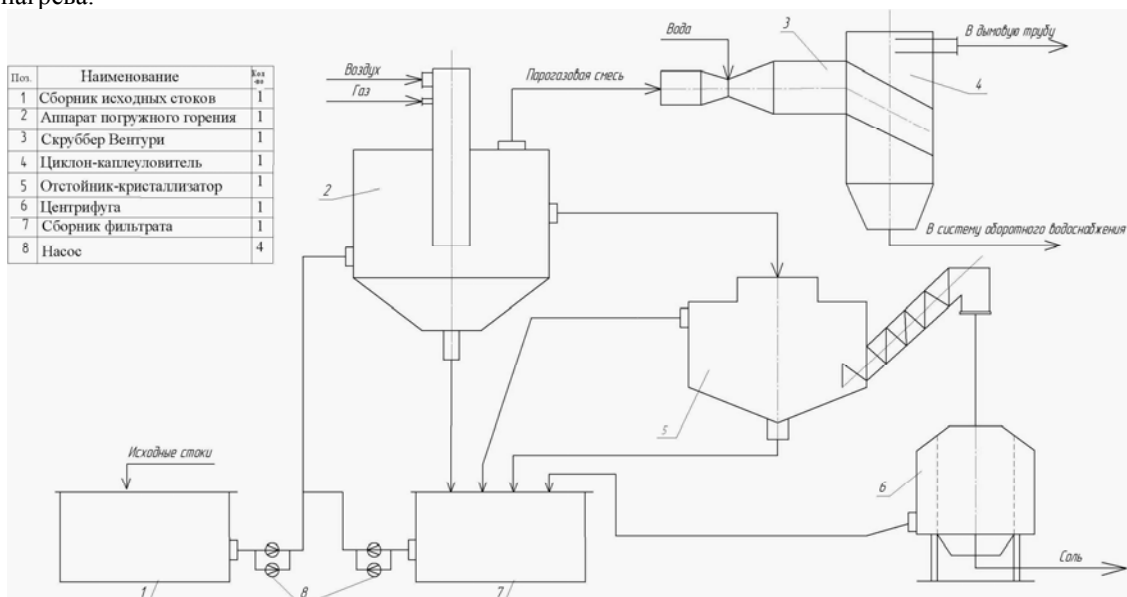 нагрева.
Поз. Наименование Кол -во
1 Сборник исходных стоков 1
2 Аппарат погружного горения 1
3 Скруббер Вентури 1
4 Циклон-каплеуловитель 1
5 Отстойник-кристаллизатор 1
6 Центрифуга 1
7 Сборник фильтрата 1
8 Насос 4
Воздух
Газ
Парогазовая смесь
Вода
3
В дымовую трубу
4
2
В систему оборотного водоснабжения
5
Исходные стоки
6
Соль
1
8
7